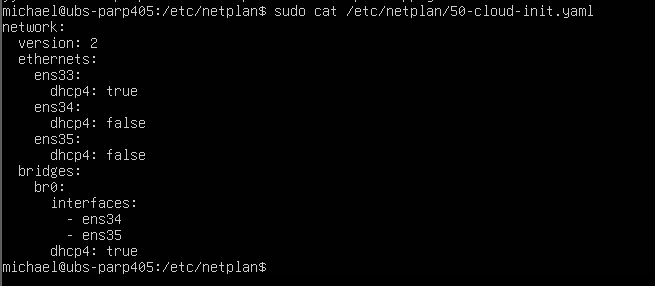 michael@ubs-parp405:/etc/netplan$ sudo cat /etc/netplan/50-cloud-init.yaml
network:
  version: 2
  ethernets:
    ens33:
      dhcp4: true
    ens34:
      dhcp4: false
    ens35:
      dhcp4: false
  bridges:
    br0:
      interfaces:
        - ens34
        - ens35
      dhcp4: true
michael@ubs-parp405:/etc/netplan$